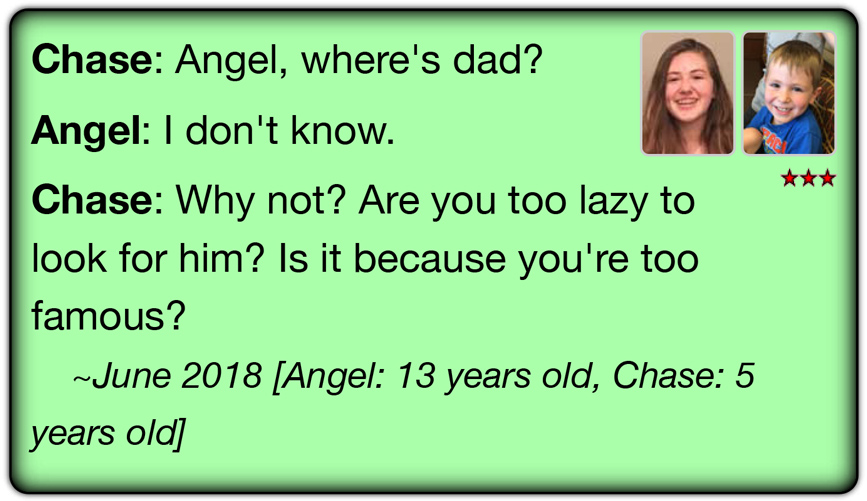 Chase: Angel, where's dad?
Angel: I don't know.
Chase: Why not? Are you too lazy to
look for him? Is it because you're too
famous?
~June 2018 [Angel: 13 years old, Chase: 5
years old]